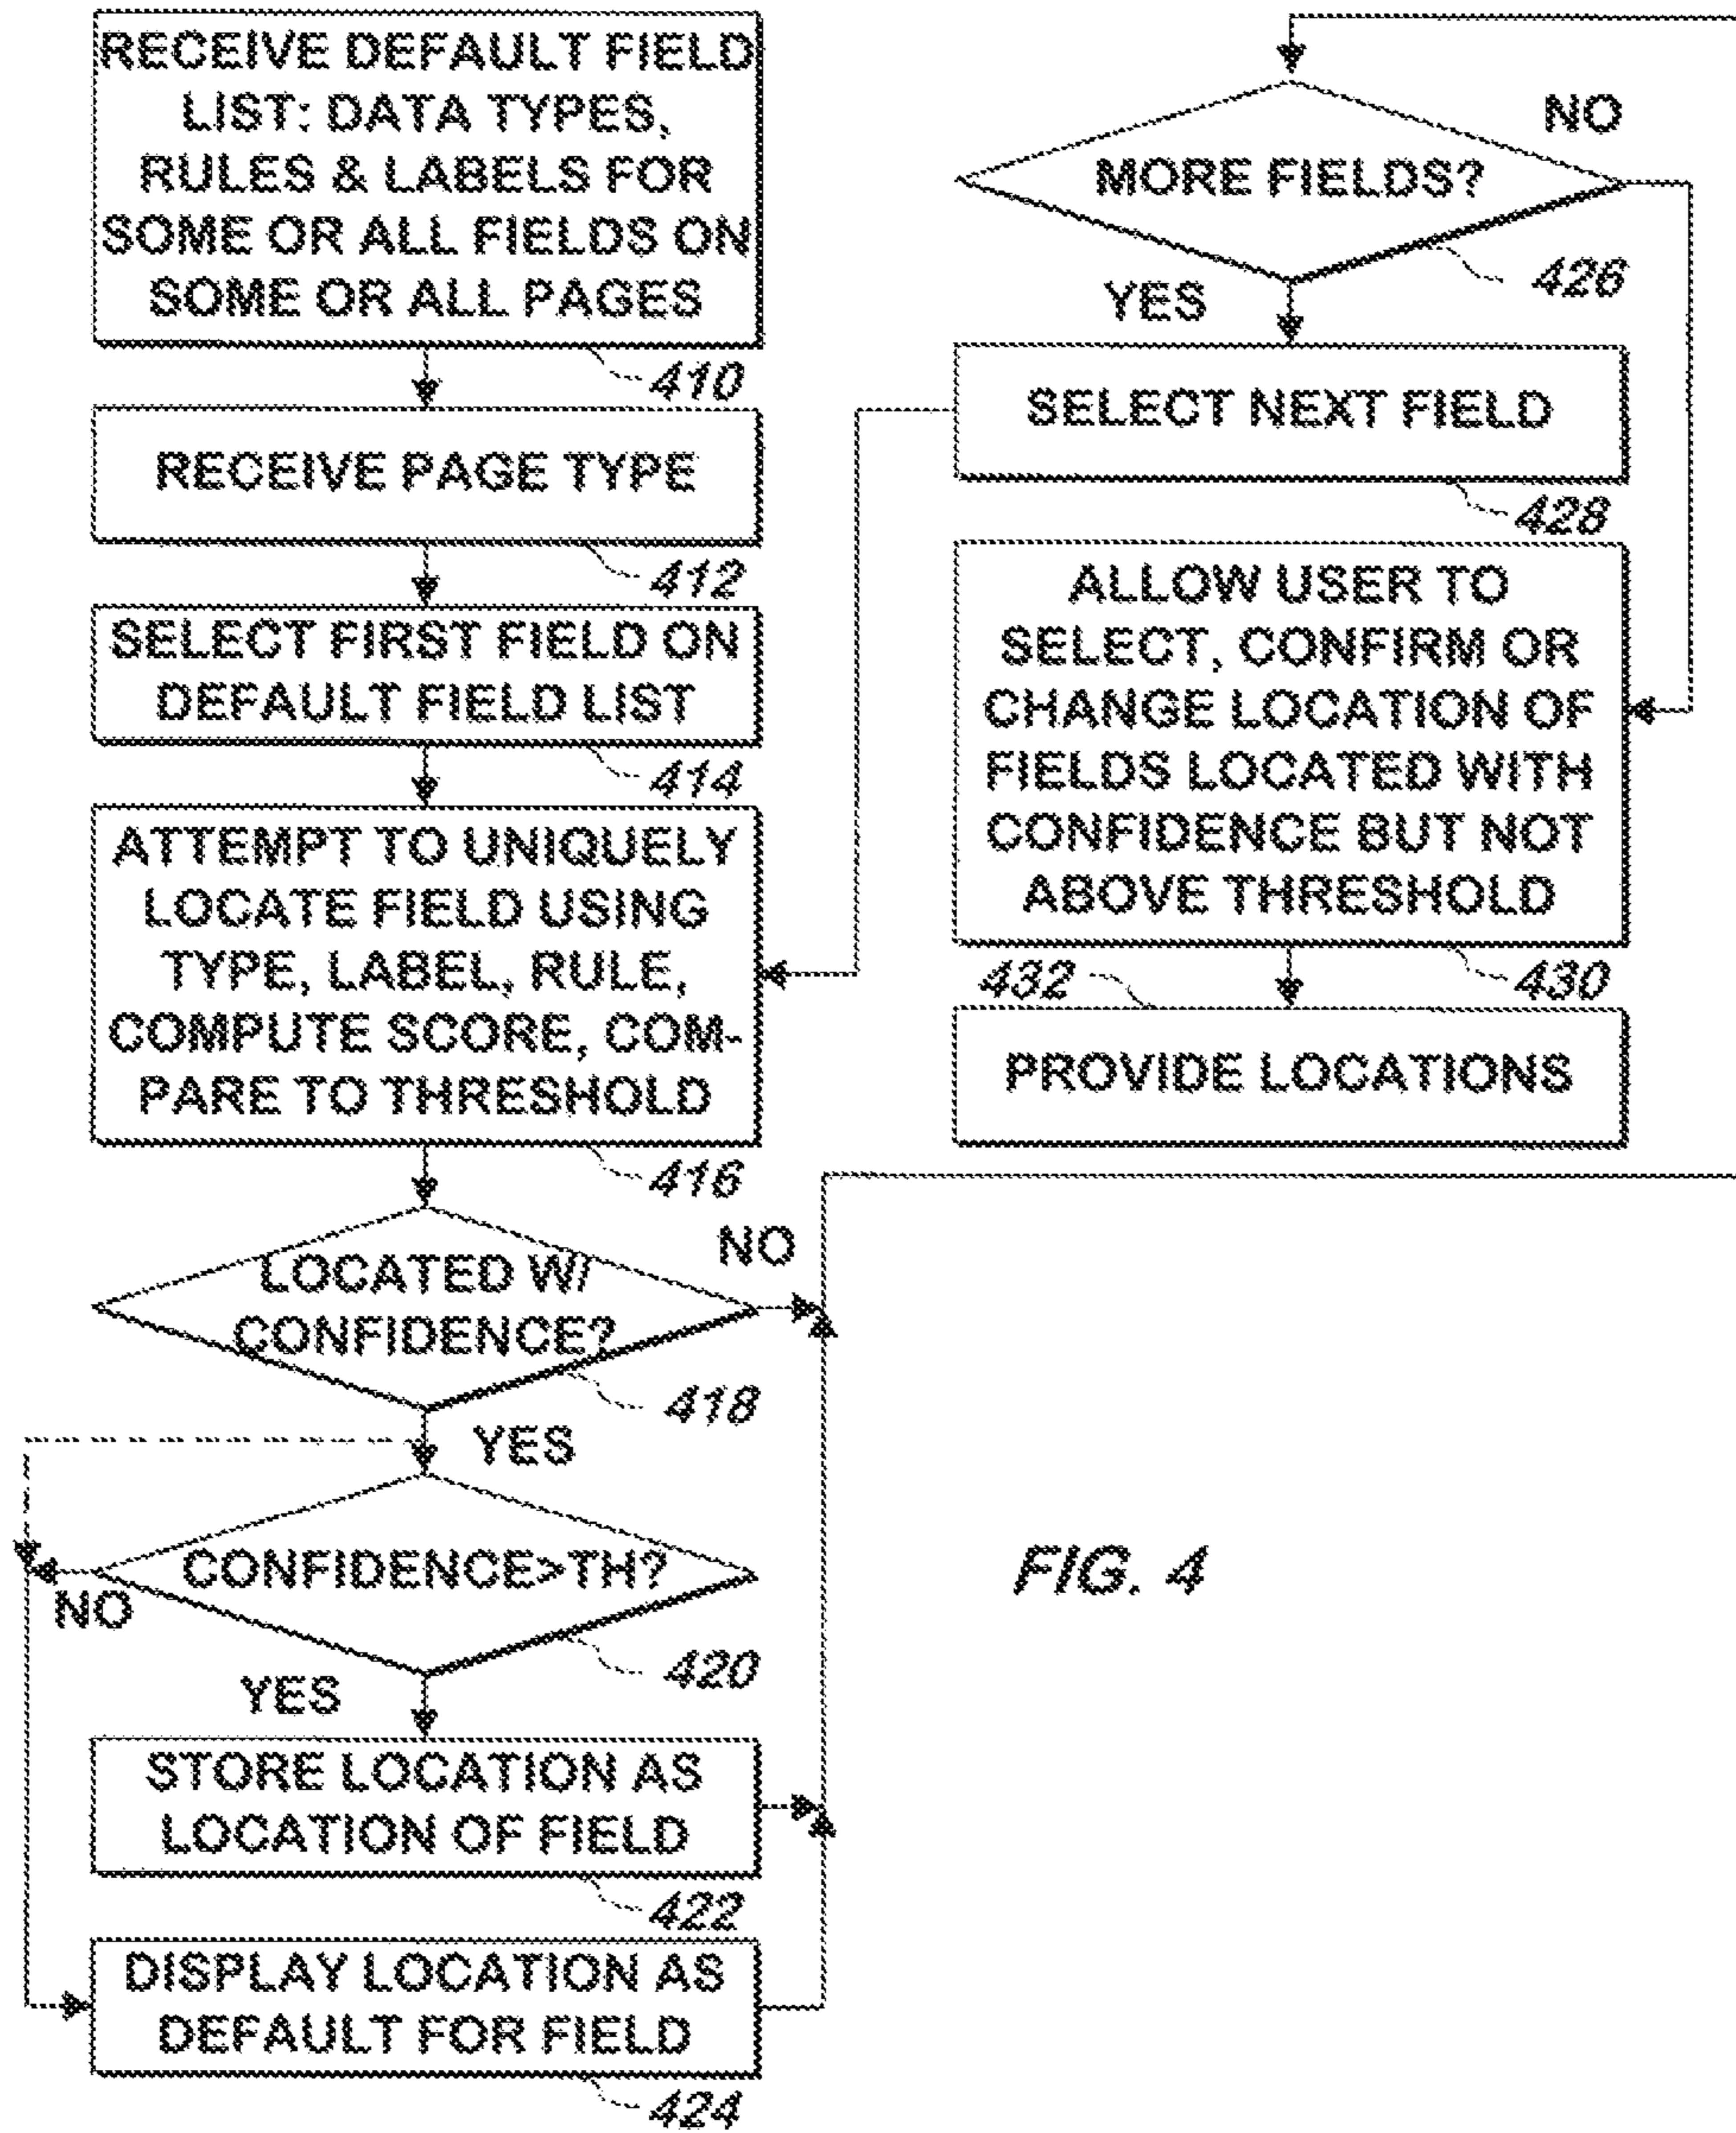 RECEIVE DEFAULT FIELD
LIST: DATA TYPES,
RULES & LABELS FOR
SOME OR ALL FIELDS ON
SOME OR ALL PAGES
410
RECEIVE PAGE TYPE
412
SELECT FIRST FIELD ON
DEFAULT FIELD LIST
414
ATTEMPT TO UNIQUELY
LOCATE FIELD USING
TYPE, LABEL, RULE,
COMPUTE SCORE, COM-
PARE TO THRESHOLD
416
LOCATED W/
CONFIDENCE?
NO
418
YES
CONFIDENCE>TH?
NO
420
YES
STORE LOCATION AS
LOCATION OF FIELD
422
DISPLAY LOCATION AS
DEFAULT FOR FIELD
424
MORE FIELDS?
NO
426
YES
SELECT NEXT FIELD
428
ALLOW USER TO
SELECT, CONFIRM OR
CHANGE LOCATION OF
FIELDS LOCATED WITH
CONFIDENCE BUT NOT
ABOVE THRESHOLD
430
432
PROVIDE LOCATIONS
FIG. 4